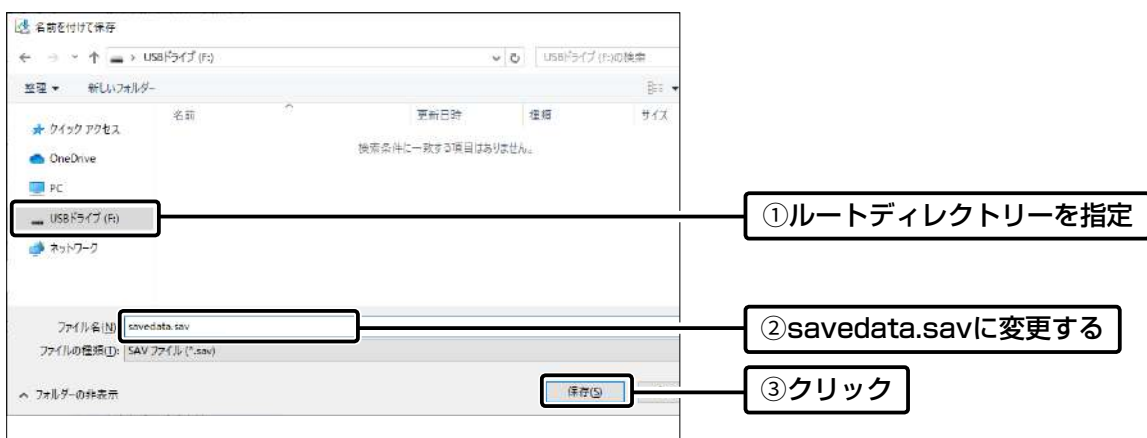 名前を付けて保存
USBドライブ (F:)
USBドライブ (F:)の検索
整理
新しいフォルダー
名前
更新日時
種類
サイズ
検索条件に一致する項目はありません。
クイック アクセス
OneDrive
PC
USBドライブ (F:)
ネットワーク
①ルートディレクトリーを指定
ファイル名(N):
savedata.sav
②savedata.savに変更する
ファイルの種類(T):
SAV ファイル (*.sav)
フォルダーの非表示
保存(S)
③クリック